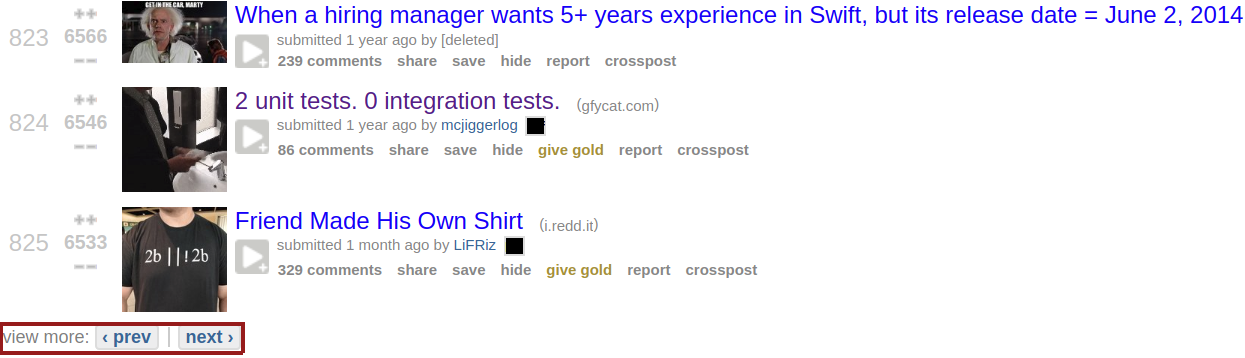 823
6566
GET IN THE CAR, MARTY
When a hiring manager wants 5+ years experience in Swift, but its release date = June 2, 2014
submitted 1 year ago by [deleted]
239 comments share save hide report crosspost
824
6546
2 unit tests. 0 integration tests. (gfycat.com)
submitted 1 year ago by mcjiggerlog
86 comments share save hide give gold report crosspost
825
6533
2b||!2b
Friend Made His Own Shirt (i.redd.it)
submitted 1 month ago by LiFRiz
329 comments share save hide give gold report crosspost
view more: ‹ prev | next ›